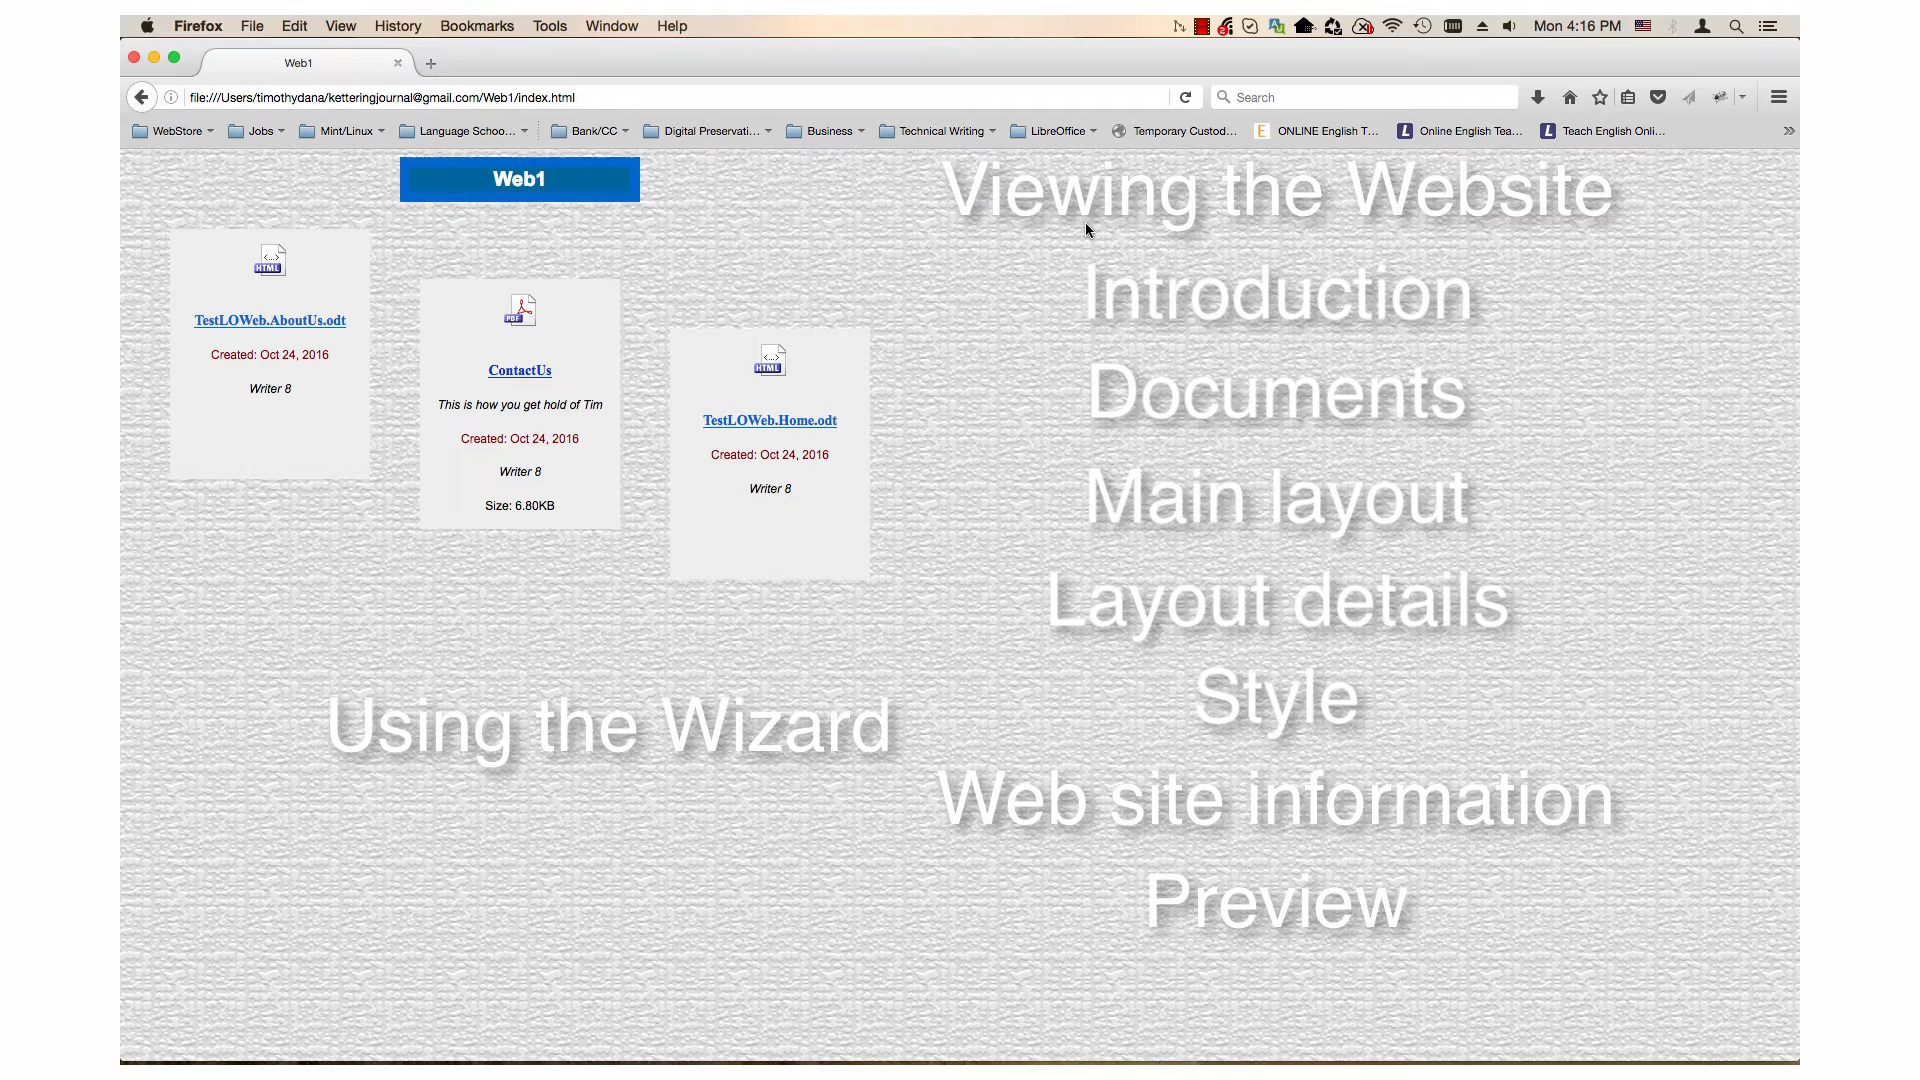 Firefox File Edit View History Bookmarks Tools Window Help Mon 4:16 PM
Web1
file:///Users/timothydana/ketteringjournal@gmail.com/Web1/index.html Search
WebStore Jobs Mint/Linux Language Schoo... Bank/CC Digital Preservati... Business Technical Writing LibreOffice Temporary Custod... E ONLINE English T... L Online English Tea... L Teach English Onli...
Web1
HTML
TestLOWeb.AboutUs.odt
Created: Oct 24, 2016
Writer 8
PDF
ContactUs
This is how you get hold of Tim
Created: Oct 24, 2016
Writer 8
Size: 6.80KB
HTML
TestLOWeb.Home.odt
Created: Oct 24, 2016
Writer 8
Using the Wizard
Viewing the Website
Introduction
Documents
Main layout
Layout details
Style
Web site information
Preview